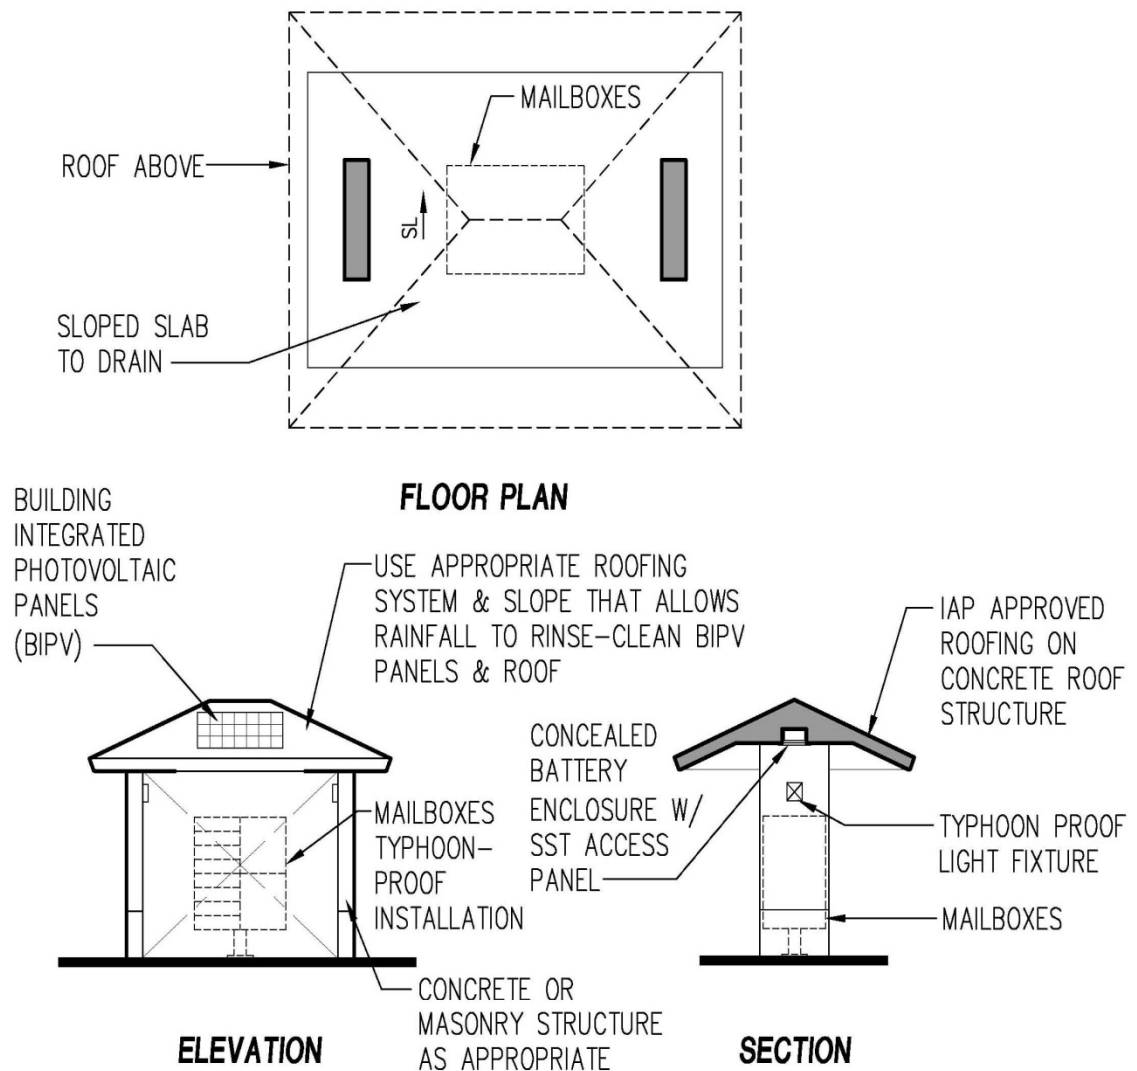 MAILBOXES
ROOF ABOVE
SL
SLOPED SLAB
TO DRAIN
FLOOR PLAN
BUILDING
INTEGRATED
PHOTOVOLTAIC
PANELS
(BIPV)
USE APPROPRIATE ROOFING
SYSTEM & SLOPE THAT ALLOWS
RAINFALL TO RINSE-CLEAN BIPV
PANELS & ROOF
IAP APPROVED
ROOFING ON
CONCRETE ROOF
STRUCTURE
CONCEALED
BATTERY
ENCLOSURE W/
SST ACCESS
PANEL
MAILBOXES
TYPHOON-
PROOF
INSTALLATION
TYPHOON PROOF
LIGHT FIXTURE
MAILBOXES
CONCRETE OR
MASONRY STRUCTURE
AS APPROPRIATE
ELEVATION
SECTION